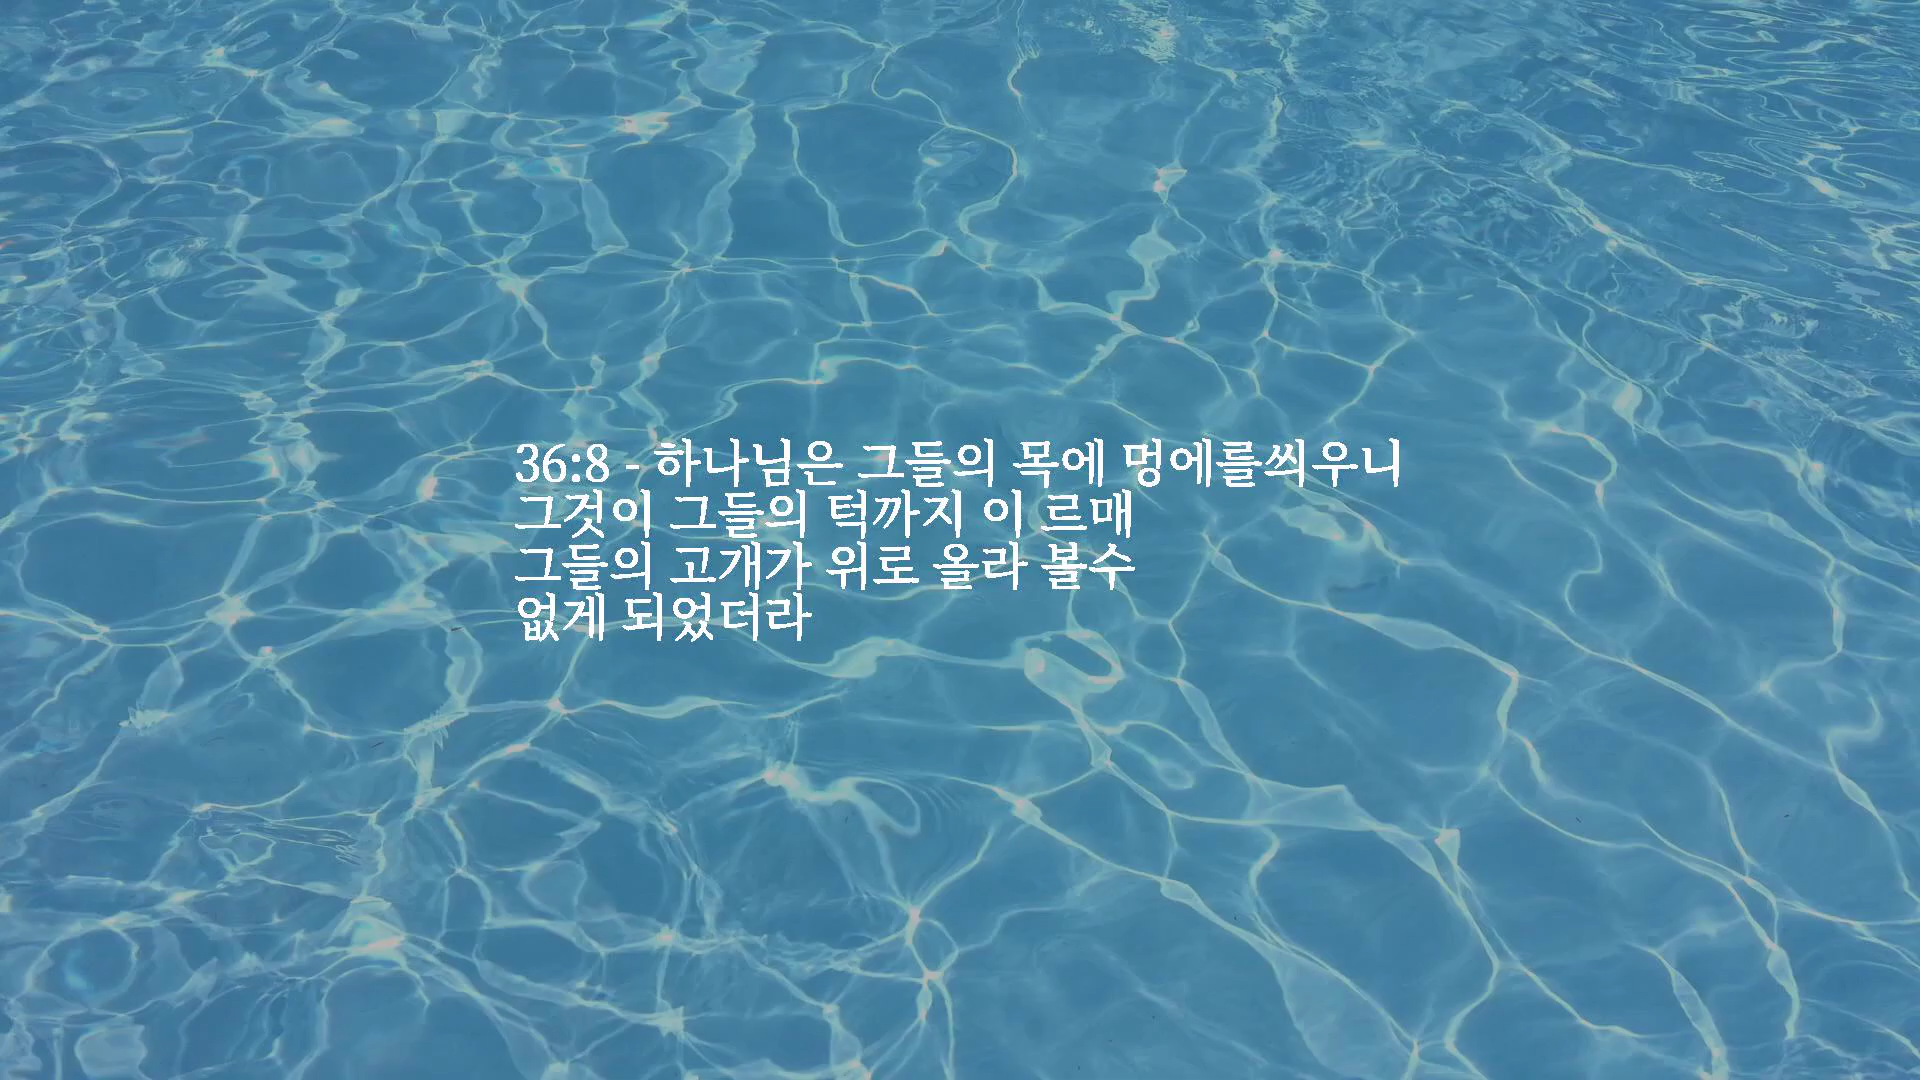 36:8 - 하나님은 그들의 목에 멍에를씌우니
그것이 그들의 턱까지 이 르매
그들의 고개가 위로 올라 볼수
없게 되었더라